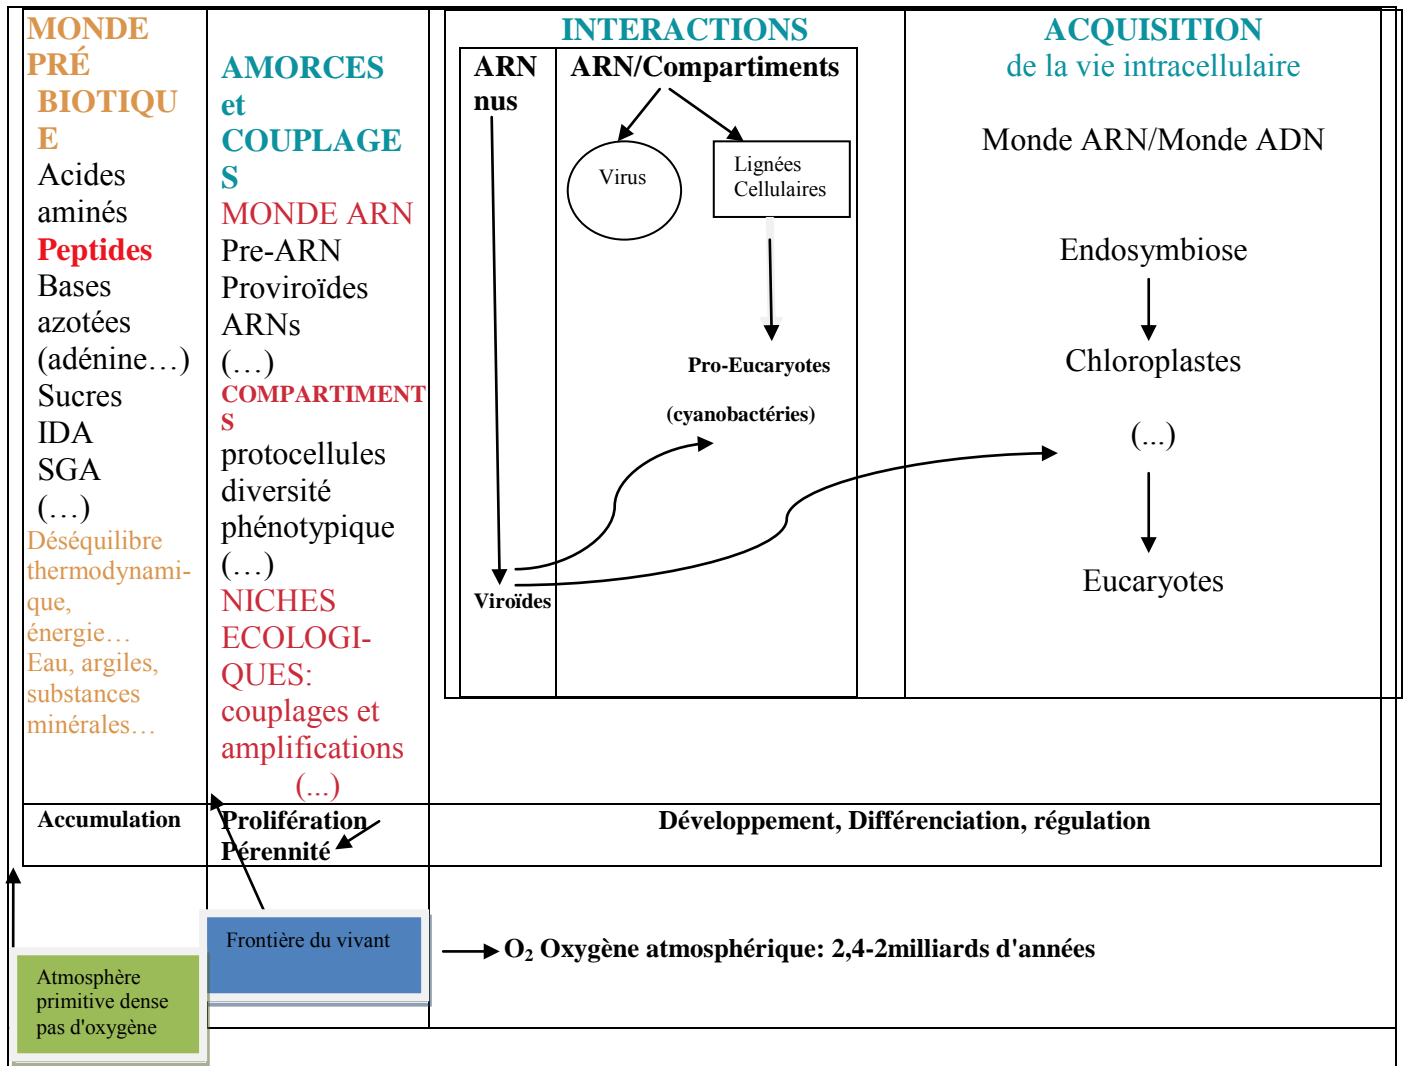 MONDE
PRÉ
BIOTIQU
E
Acides
aminés
Peptides
Bases
azotées
(adénine…)
Sucres
IDA
SGA
(…)
Déséquilibre
thermodynami-
que,
énergie…
Eau, argiles,
substances
minérales…
AMORCES
et
COUPLAGE
S
MONDE ARN
Pre-ARN
Proviroïdes
ARNs
(…)
COMPARTIMENT
S
protocellules
diversité
phénotypique
(…)
NICHES
ECOLOGI-
QUES:
couplages et
amplifications
(...)
INTERACTIONS
ARN
nus
Viroïdes
ARN/Compartiments
Virus
Lignées
Cellulaires
Pro-Eucaryotes
(cyanobactéries)
ACQUISITION
de la vie intracellulaire
Monde ARN/Monde ADN
Endosymbiose
Chloroplastes
(...)
Eucaryotes
Accumulation
Prolifération
Pérennité
Développement, Différenciation, régulation
Frontière du vivant
O₂ Oxygène atmosphérique: 2,4-2milliards d'années
Atmosphère
primitive dense
pas d'oxygène